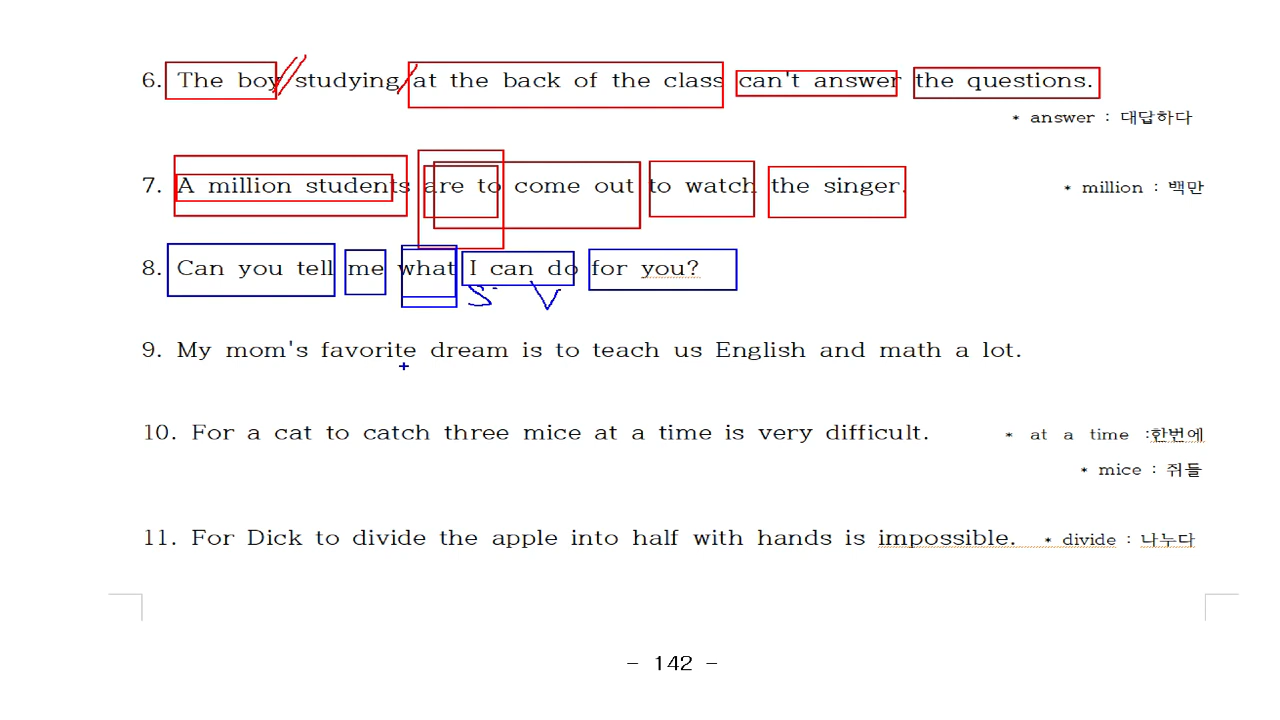 6. The boy studying at the back of the class can't answer the questions.
* answer : 대답하다
7. A million students are to come out to watch the singer.
* million : 백만
8. Can you tell me what I can do for you?
S V
9. My mom's favorite dream is to teach us English and math a lot.
10. For a cat to catch three mice at a time is very difficult.
* at a time :한번에
* mice : 쥐들
11. For Dick to divide the apple into half with hands is impossible. * divide : 나누다
- 142 -